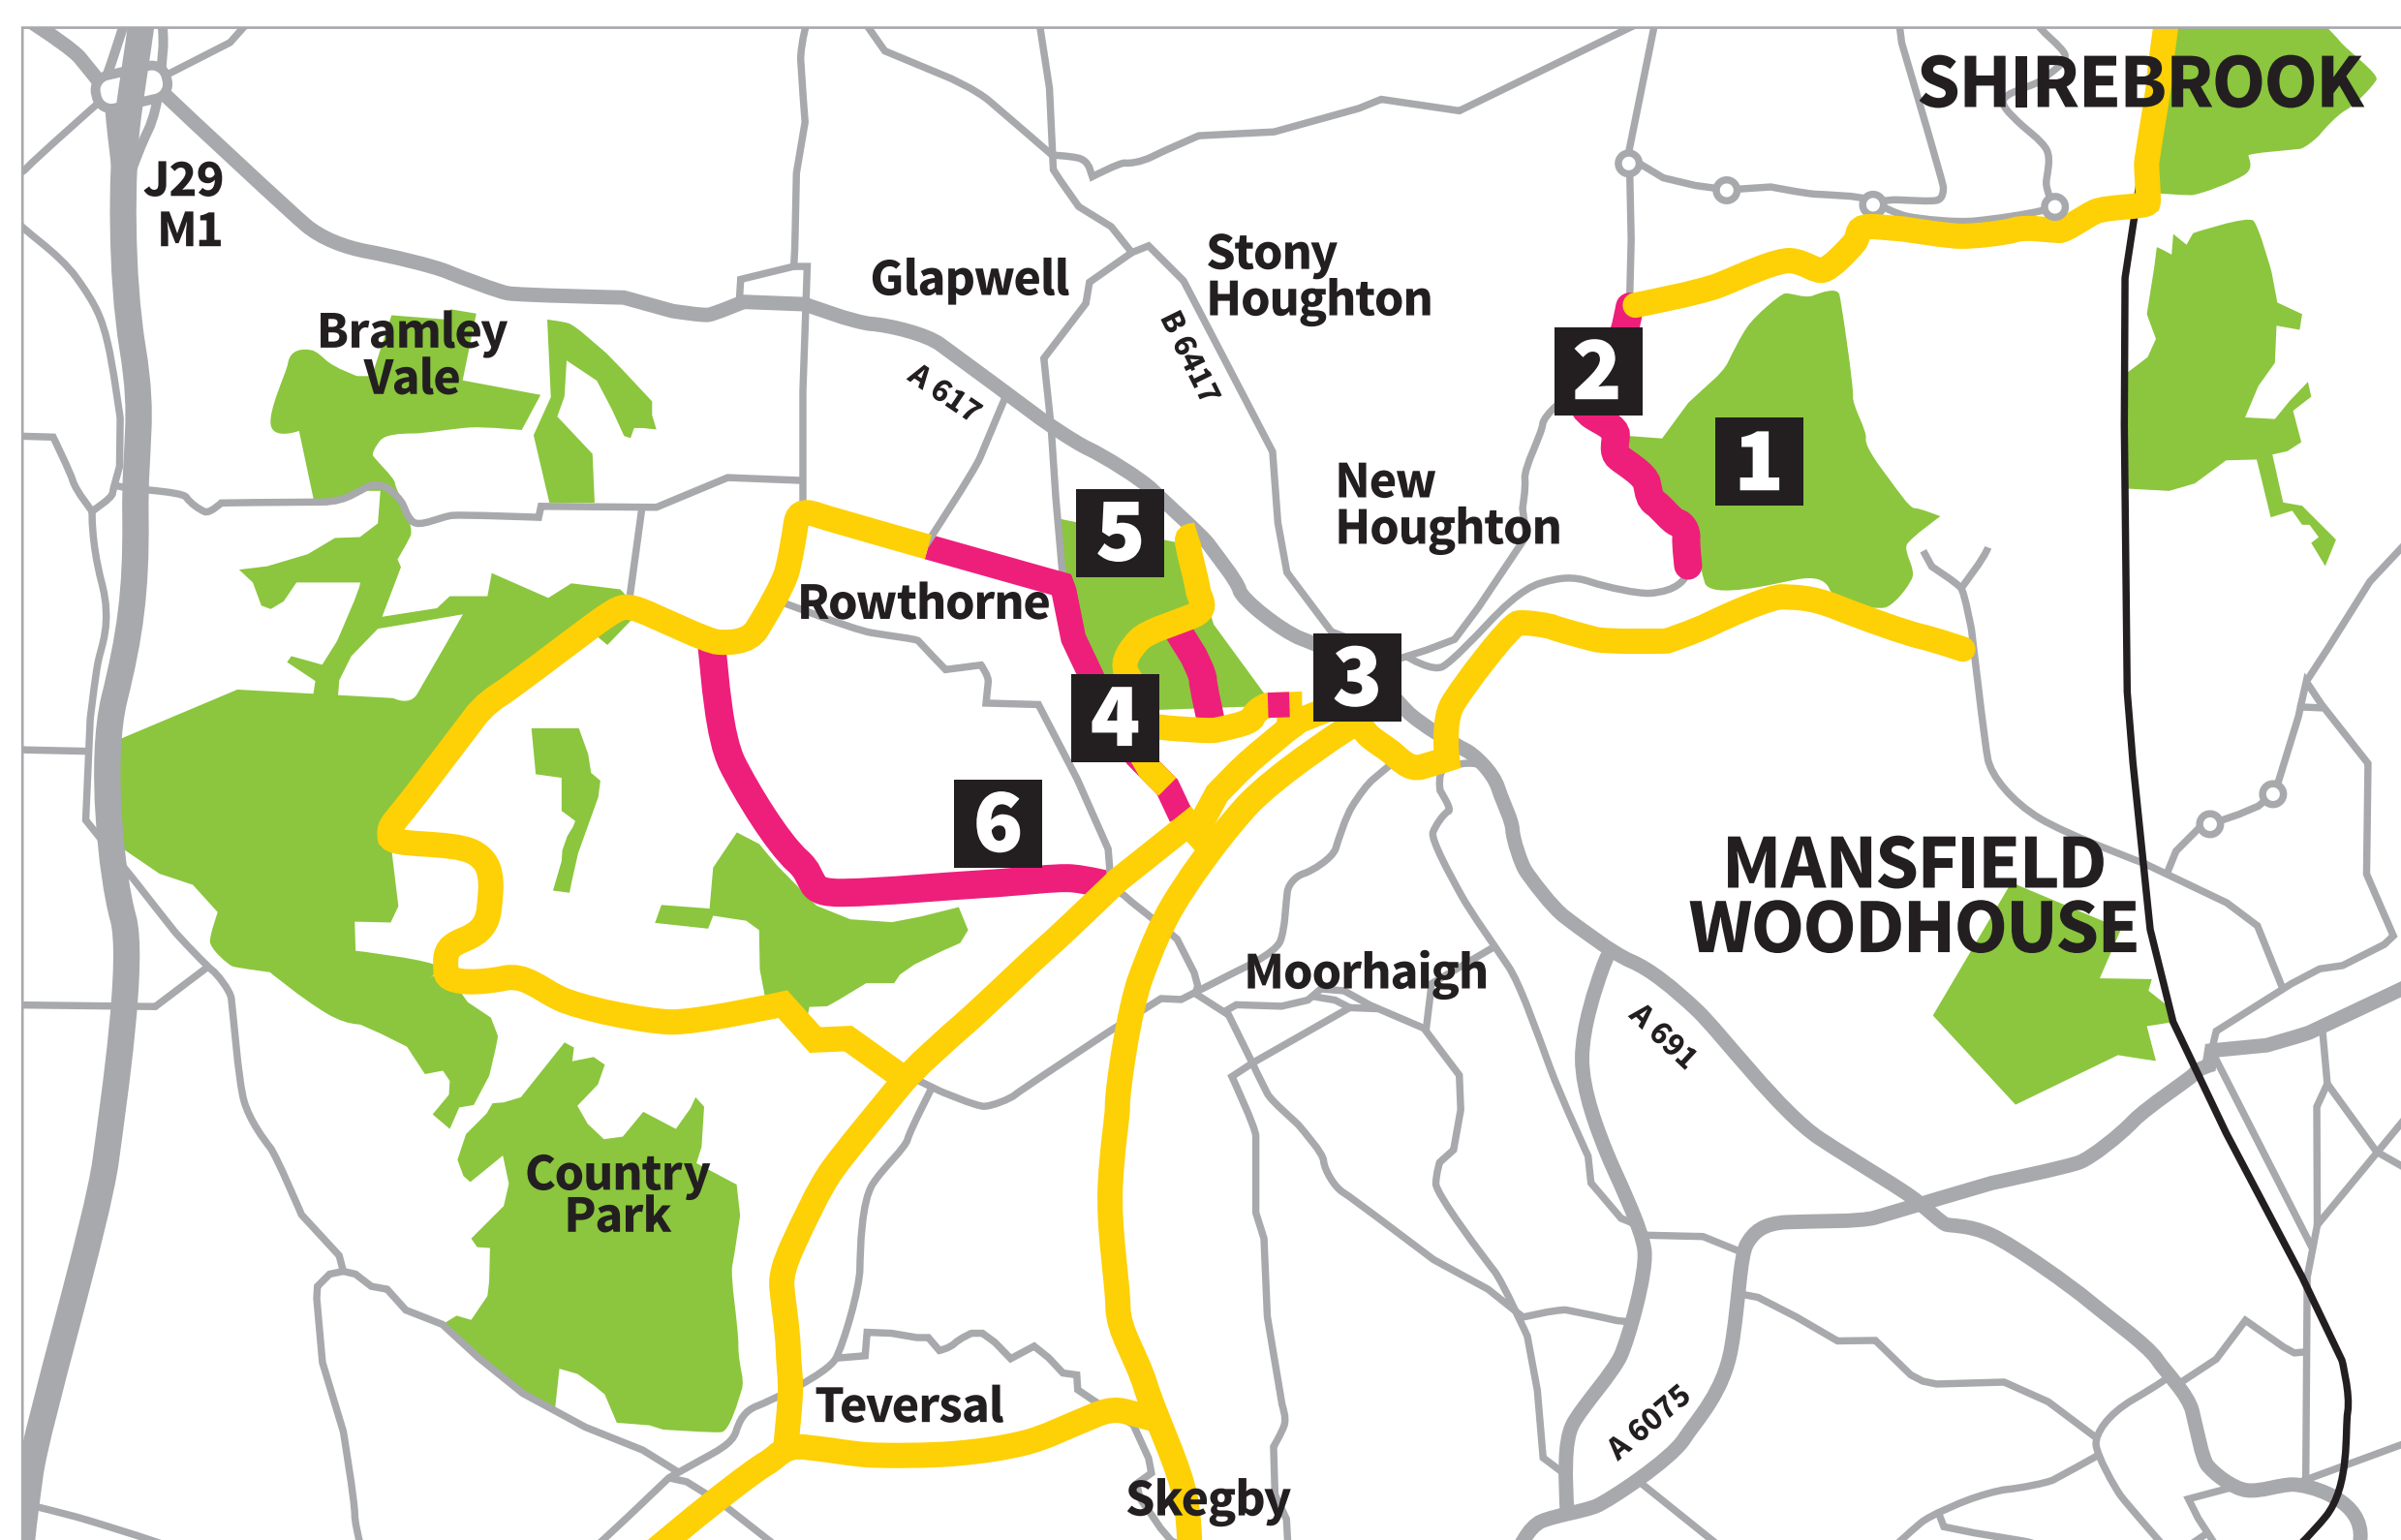 SHIREBROOK
J29
M1
Stony
Houghton
Glapwell
B 6417
Bramley
Vale
A 617
2
1
New
Houghton
5
Rowthorne
3
4
6
MANSFIELD
WOODHOUSE
Moorhaigh
A 6691
Country
Park
Teversal
A 6075
Skegby